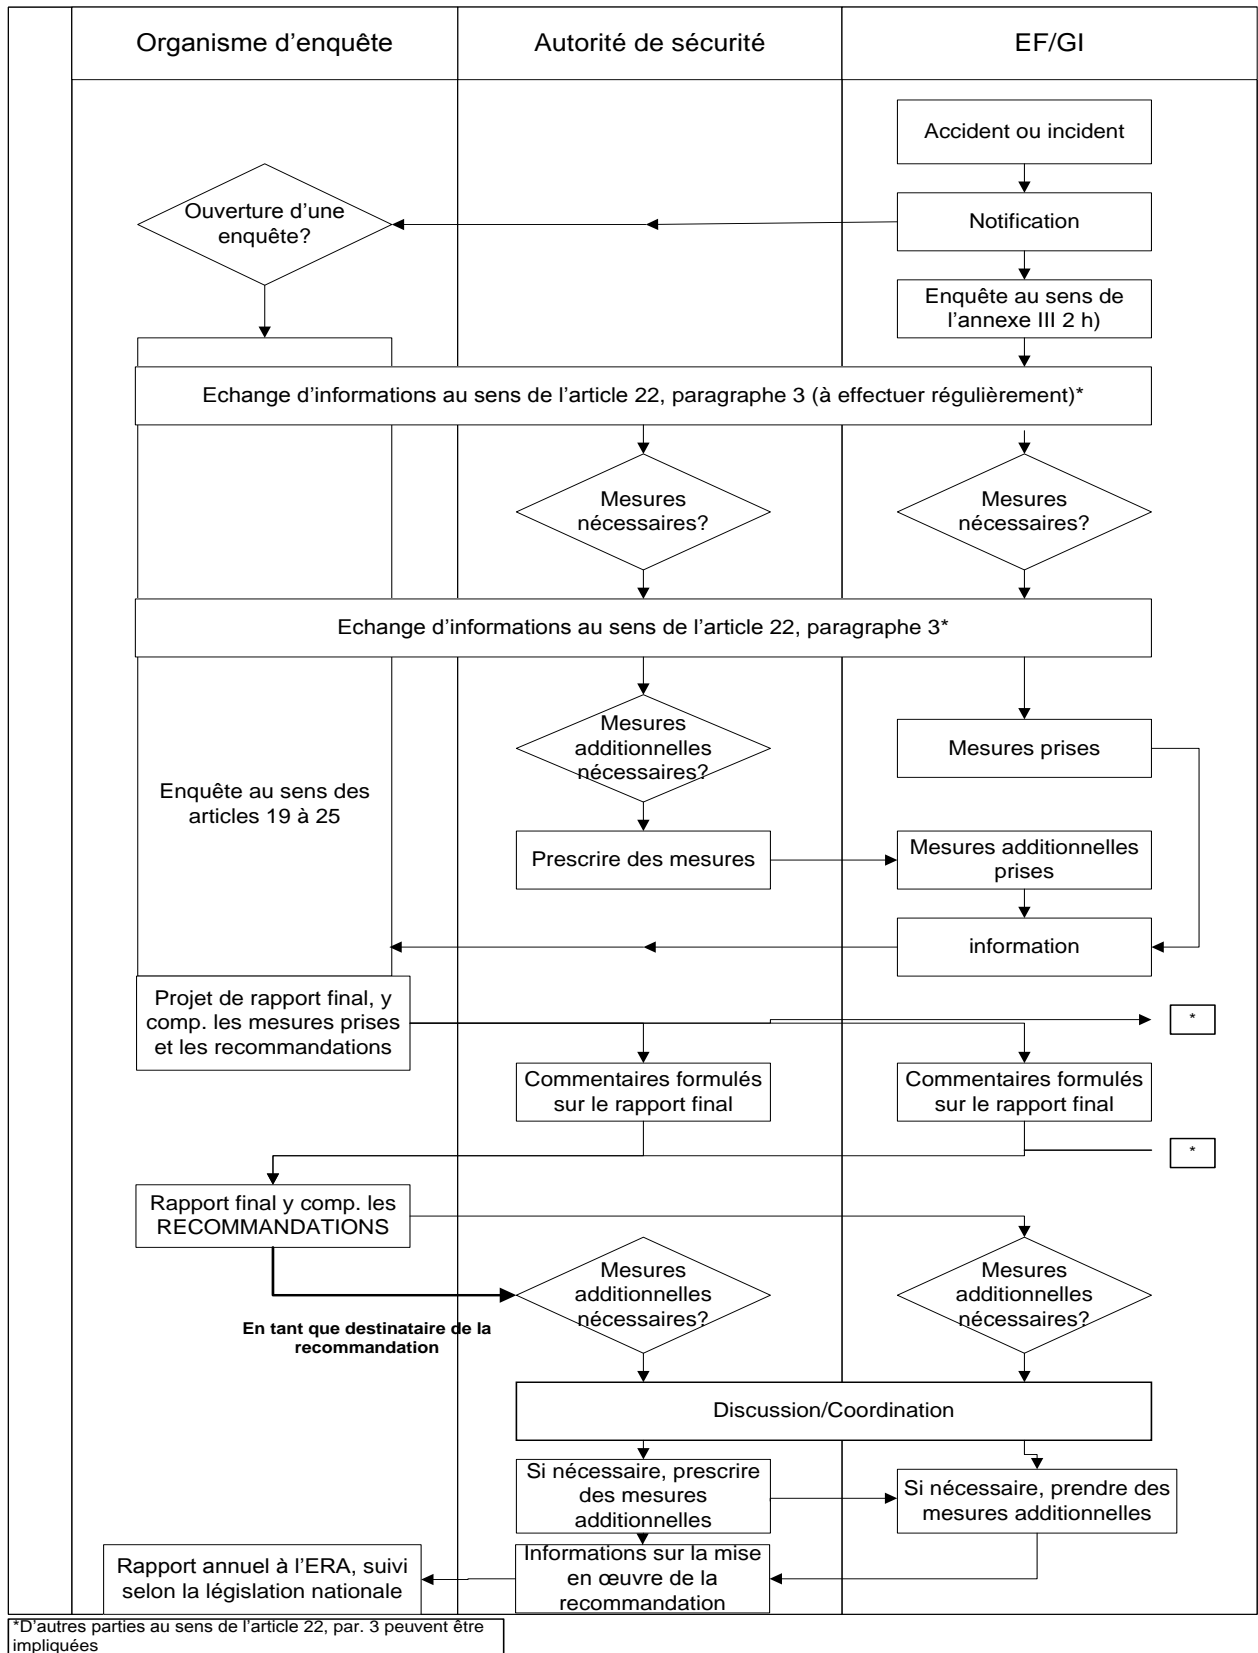 Organisme d'enquête
Autorité de sécurité
EF/GI
Accident ou incident
Ouverture d'une
enquête?
Notification
Enquête au sens de
l'annexe III 2 h)
Echange d'informations au sens de l'article 22, paragraphe 3 (à effectuer régulièrement)*
Mesures
nécessaires?
Mesures
nécessaires?
Echange d'informations au sens de l'article 22, paragraphe 3*
Mesures
additionnelles
nécessaires?
Mesures prises
Enquête au sens des
articles 19 à 25
Prescrire des mesures
Mesures additionnelles
prises
information
Projet de rapport final, y
comp. les mesures prises
et les recommandations
*
Commentaires formulés
sur le rapport final
Commentaires formulés
sur le rapport final
*
Rapport final y comp. les
RECOMMANDATIONS
Mesures
additionnelles
nécessaires?
Mesures
additionnelles
nécessaires?
En tant que destinataire de la
recommandation
Discussion/Coordination
Si nécessaire, prescrire
des mesures
additionnelles
Si nécessaire, prendre des
mesures additionnelles
Rapport annuel à l'ERA, suivi
selon la législation nationale
Informations sur la mise
en œuvre de la
recommandation
*D'autres parties au sens de l'article 22, par. 3 peuvent être
impliquées